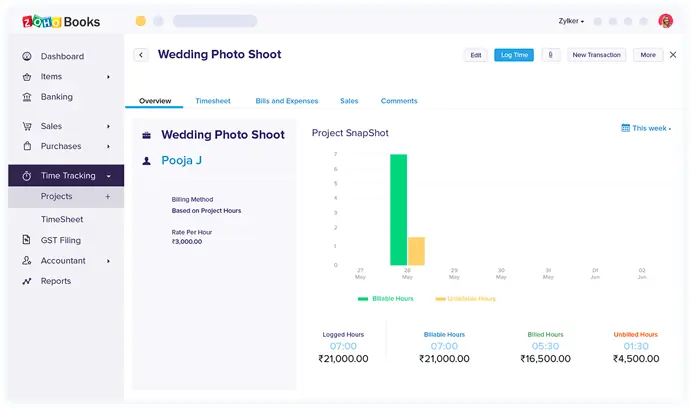 ZOHO Books
Zylker
Dashboard
Items
Banking
Sales
Purchases
Time Tracking
Projects +
TimeSheet
GST Filing
Accountant
Reports
Wedding Photo Shoot
Edit
Log Time
New Transaction
More
Overview
Timesheet
Bills and Expenses
Sales
Comments
Wedding Photo Shoot
Pooja J
Billing Method
Based on Project Hours
Rate Per Hour
₹3,000.00
Project SnapShot
This week
7
6
5
4
3
2
1
0
27 May
28 May
29 May
30 May
31 May
01 Jun
02 Jun
Billable Hours
Unbillable Hours
Logged Hours
07:00
₹21,000.00
Billable Hours
07:00
₹21,000.00
Billed Hours
05:30
₹16,500.00
Unbilled Hours
01:30
₹4,500.00